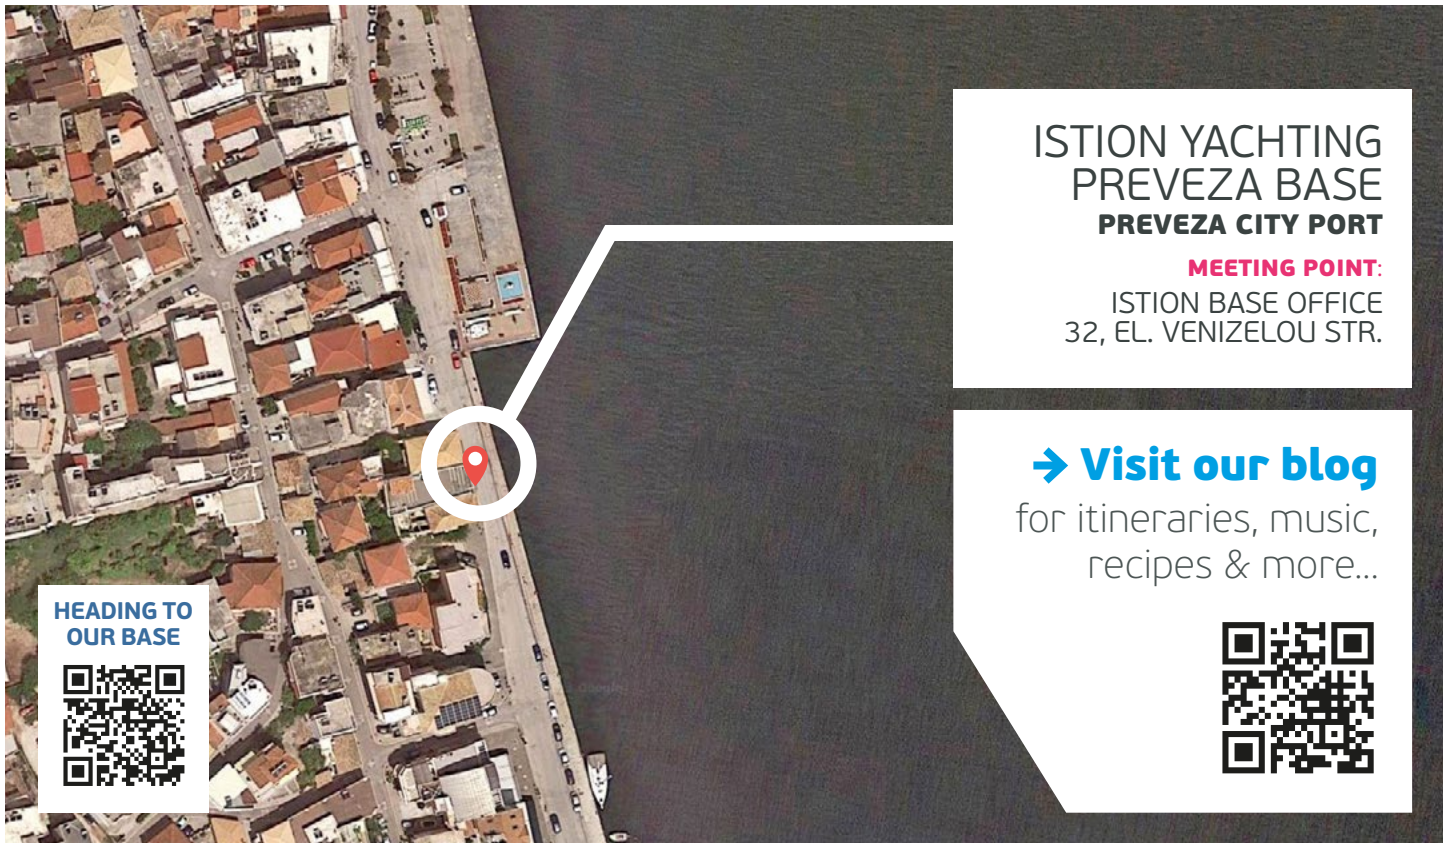 ISTION YACHTING
PREVEZA BASE
PREVEZA CITY PORT
MEETING POINT:
ISTION BASE OFFICE
32, EL. VENIZELOU STR.
→ Visit our blog
for itineraries, music,
recipes & more...
HEADING TO
OUR BASE